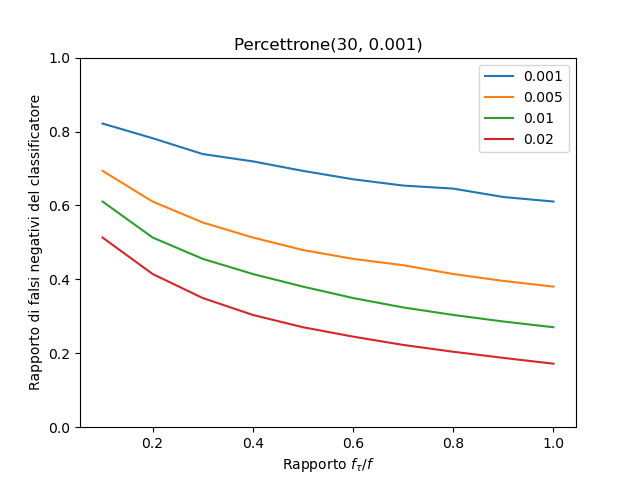 Percettrone(30, 0.001)
Rapporto di falsi negativi del classificatore
1.0
0.8
0.6
0.4
0.2
0.0
0.001
0.005
0.01
0.02
0.2 0.4 0.6 0.8 1.0
Rapporto fτ/f